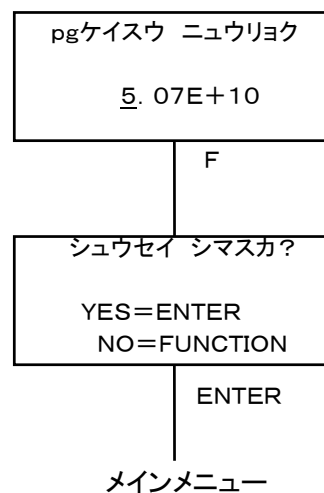 pgケイスウ ニュウリョク
5. 07E+10
F
シュウセイ シマスカ?
YES=ENTER
NO=FUNCTION
ENTER
メインメニュー